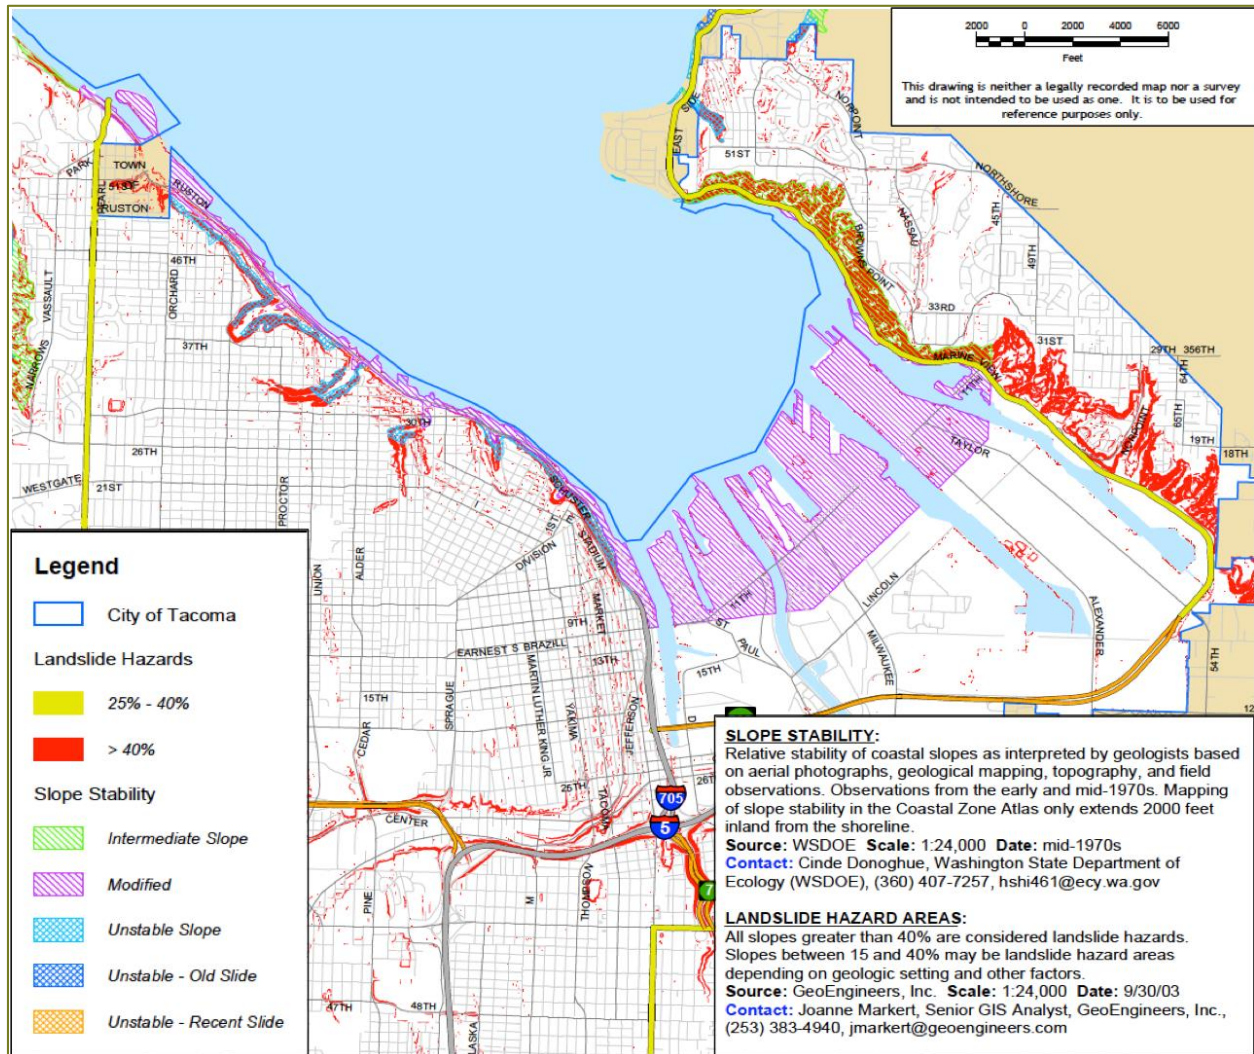 2000 0 2000 4000 6000
Feet
This drawing is neither a legally recorded map nor a survey
and is not intended to be used as one. It is to be used for
reference purposes only.
EAST SIDE
NORPOINT
51ST
NORTHSHORE
PARK
TOWN
51ST
RUSTON
PEARL
RUSTON
NASSAU
45TH
49TH
BROWNS POINT
46TH
ORCHARD
VASSAULT
NARROWS
37TH
33RD
31ST
29TH 356TH
64TH
MARINE VIEW
11TH
65TH
NORPOINT
19TH
18TH
30TH
26TH
WESTGATE
21ST
PROCTOR
TAYLOR
SCHUSTER
1ST
E
STADIUM
DIVISION
UNION
ALDER
MARKET
9TH
EARNEST S BRAZILL
13TH
11TH
ST
PAUL
LINCOLN
MILWAUKEE
ALEXANDER
54TH
15TH
15TH
CEDAR
SPRAGUE
MARTIN LUTHER KING JR
YAKIMA
JEFFERSON
D
12
25TH
26T
TACOMA
705
5
7
CENTER
PINE
M
THOMPSON
47TH
48TH
LASKA
Legend
City of Tacoma
Landslide Hazards
25% - 40%
> 40%
Slope Stability
Intermediate Slope
Modified
Unstable Slope
Unstable - Old Slide
Unstable - Recent Slide
SLOPE STABILITY:
Relative stability of coastal slopes as interpreted by geologists based
on aerial photographs, geological mapping, topography, and field
observations. Observations from the early and mid-1970s. Mapping
of slope stability in the Coastal Zone Atlas only extends 2000 feet
inland from the shoreline.
Source: WSDOE Scale: 1:24,000 Date: mid-1970s
Contact: Cinde Donoghue, Washington State Department of
Ecology (WSDOE), (360) 407-7257, hshi461@ecy.wa.gov
LANDSLIDE HAZARD AREAS:
All slopes greater than 40% are considered landslide hazards.
Slopes between 15 and 40% may be landslide hazard areas
depending on geologic setting and other factors.
Source: GeoEngineers, Inc. Scale: 1:24,000 Date: 9/30/03
Contact: Joanne Markert, Senior GIS Analyst, GeoEngineers, Inc.,
(253) 383-4940, jmarkert@geoengineers.com